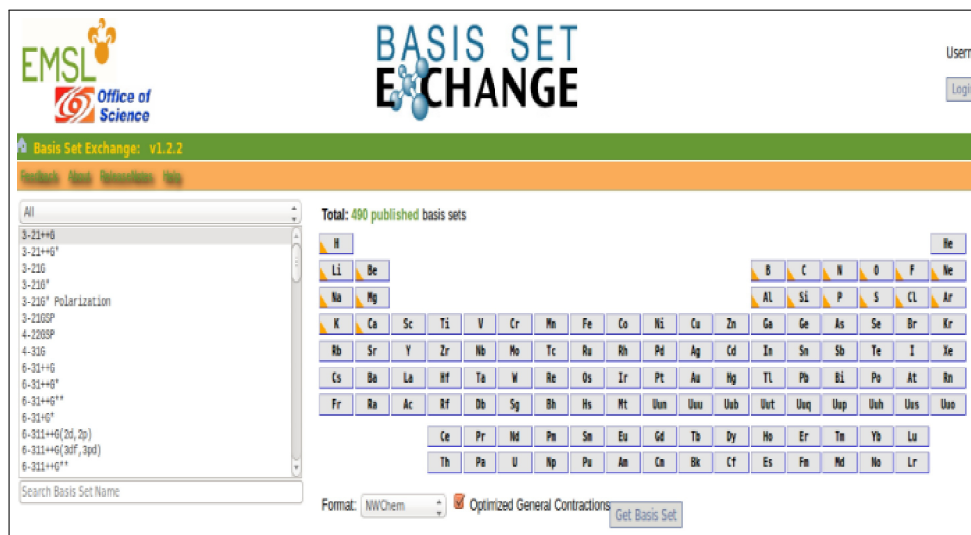 EMSL
Office of
Science
BASIS SET
EXCHANGE
Usern
Login
Basis Set Exchange: v1.2.2
Feedback About ReleaseNotes Help
All
3-21++G
3-21++G*
3-21G
3-21G*
3-21G* Polarization
3-21GSP
4-22GSP
4-31G
6-31++G
6-31++G*
6-31++G**
6-31+G*
6-311++G(2d,2p)
6-311++G(3df,3pd)
6-311++G**
Search Basis Set Name
Total: 490 published basis sets
H He
Li Be B C N O F Ne
Na Mg Al Si P S Cl Ar
K Ca Sc Ti V Cr Mn Fe Co Ni Cu Zn Ga Ge As Se Br Kr
Rb Sr Y Zr Nb Mo Tc Ru Rh Pd Ag Cd In Sn Sb Te I Xe
Cs Ba La Hf Ta W Re Os Ir Pt Au Hg Tl Pb Bi Po At Rn
Fr Ra Ac Rf Db Sg Bh Hs Mt Uun Uuu Uub Uut Uuq Uup Uuh Uus Uuo
Ce Pr Nd Pm Sm Eu Gd Tb Dy Ho Er Tm Yb Lu
Th Pa U Np Pu Am Cm Bk Cf Es Fm Md No Lr
Format: NWChem Optimized General Contractions Get Basis Set